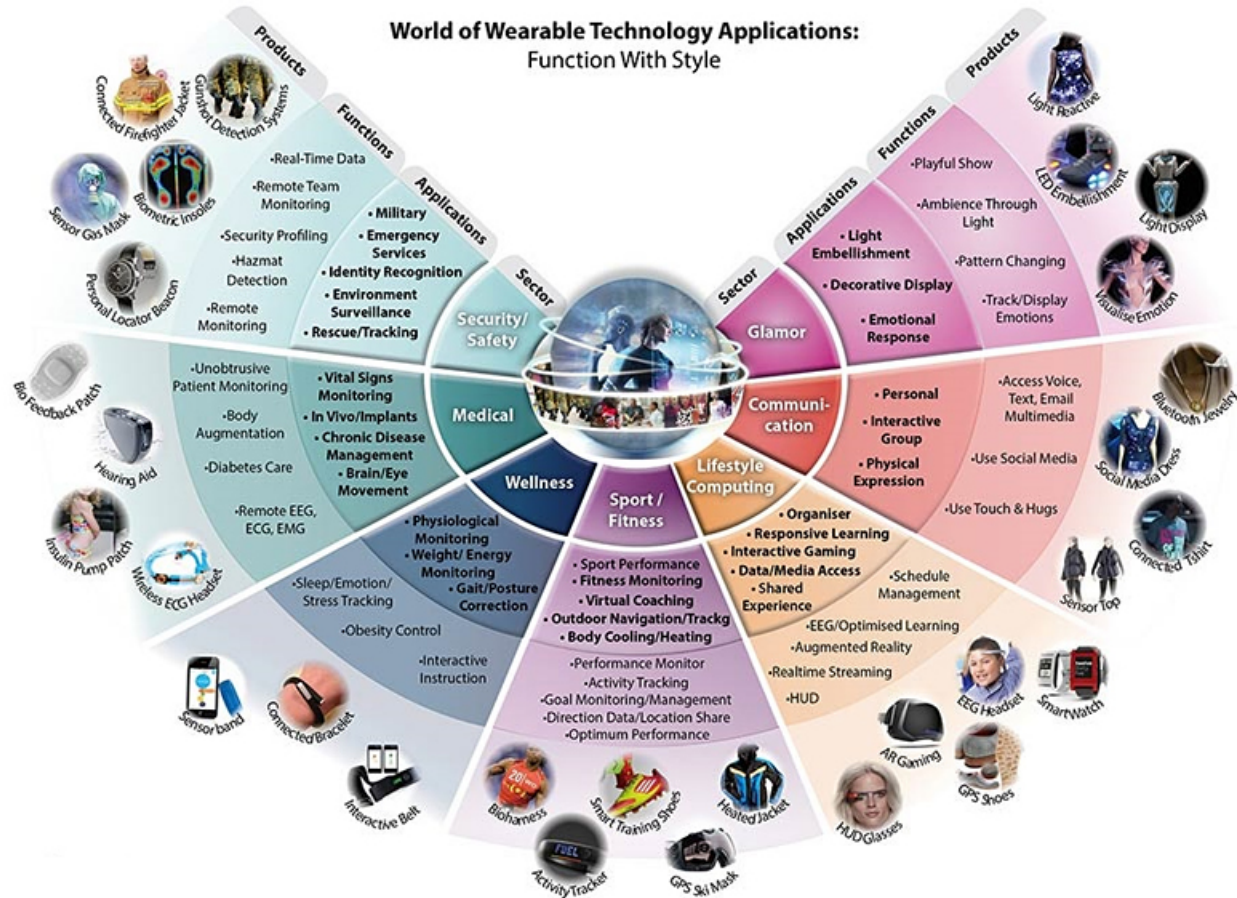 World of Wearable Technology Applications:
Function With Style
Products
Functions
Applications
Sector
Security/
Safety
• Military
• Emergency
Services
• Identity Recognition
• Environment
Surveillance
• Rescue/Tracking
•Real-Time Data
•Remote Team
Monitoring
•Security Profiling
•Hazmat
Detection
•Remote
Monitoring
Connected Firefighter Jacket
Gunshot Detection Systems
Sensor Gas Mask
Biometric Insoles
Personal Locator Beacon
Medical
• Vital Signs
Monitoring
• In Vivo/Implants
• Chronic Disease
Management
• Brain/Eye
Movement
•Unobtrusive
Patient Monitoring
•Body
Augmentation
•Diabetes Care
•Remote EEG,
ECG, EMG
Bio Feedback Patch
Hearing Aid
Insulin Pump Patch
Wireless ECG Headset
Wellness
• Physiological
Monitoring
• Weight/ Energy
Monitoring
• Gait/Posture
Correction
•Sleep/Emotion/
Stress Tracking
•Obesity Control
•Interactive
Instruction
Sensor band
Connected Bracelet
Interactive Belt
Sport /
Fitness
• Sport Performance
• Fitness Monitoring
• Virtual Coaching
• Outdoor Navigation/Trackg
• Body Cooling/Heating
•Performance Monitor
•Activity Tracking
•Goal Monitoring/Management
•Direction Data/Location Share
•Optimum Performance
Bioharness
20
Smart Training Shoes
Heated Jacket
FUEL
Activity Tracker
GPS Ski Mask
Lifestyle
Computing
• Organiser
• Responsive Learning
• Interactive Gaming
• Data/Media Access
• Shared
Experience
•Schedule
Management
•EEG/Optimised Learning
•Augmented Reality
•Realtime Streaming
•HUD
EEG Headset
SmartWatch
AR Gaming
GPS Shoes
HUD Glasses
Communi-
cation
• Personal
• Interactive
Group
• Physical
Expression
•Access Voice,
Text, Email
Multimedia
•Use Social Media
•Use Touch & Hugs
Bluetooth Jewelry
Social Media Dress
Connected Tshirt
Sensor Top
Glamor
• Light
Embellishment
• Decorative Display
• Emotional
Response
•Playful Show
•Ambience Through
Light
•Pattern Changing
•Track/Display
Emotions
Light Reactive
LED Embellishment
Light Display
Visualise Emotion
Sector
Applications
Functions
Products